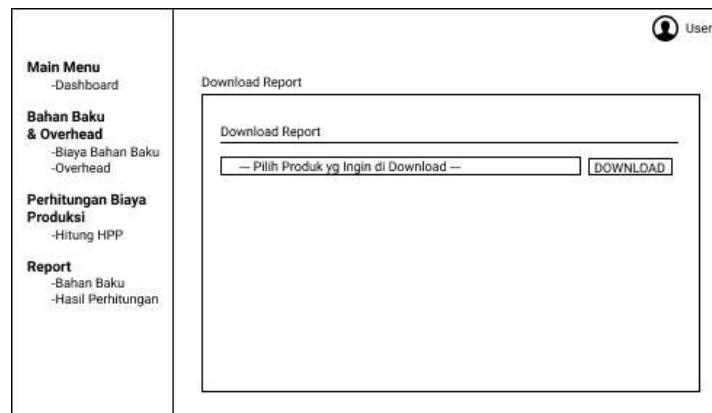 User
Main Menu
-Dashboard
Bahan Baku
& Overhead
-Biaya Bahan Baku
-Overhead
Perhitungan Biaya
Produksi
-Hitung HPP
Report
-Bahan Baku
-Hasil Perhitungan
Download Report
Download Report
--- Pilih Produk yg Ingin di Download ---
DOWNLOAD